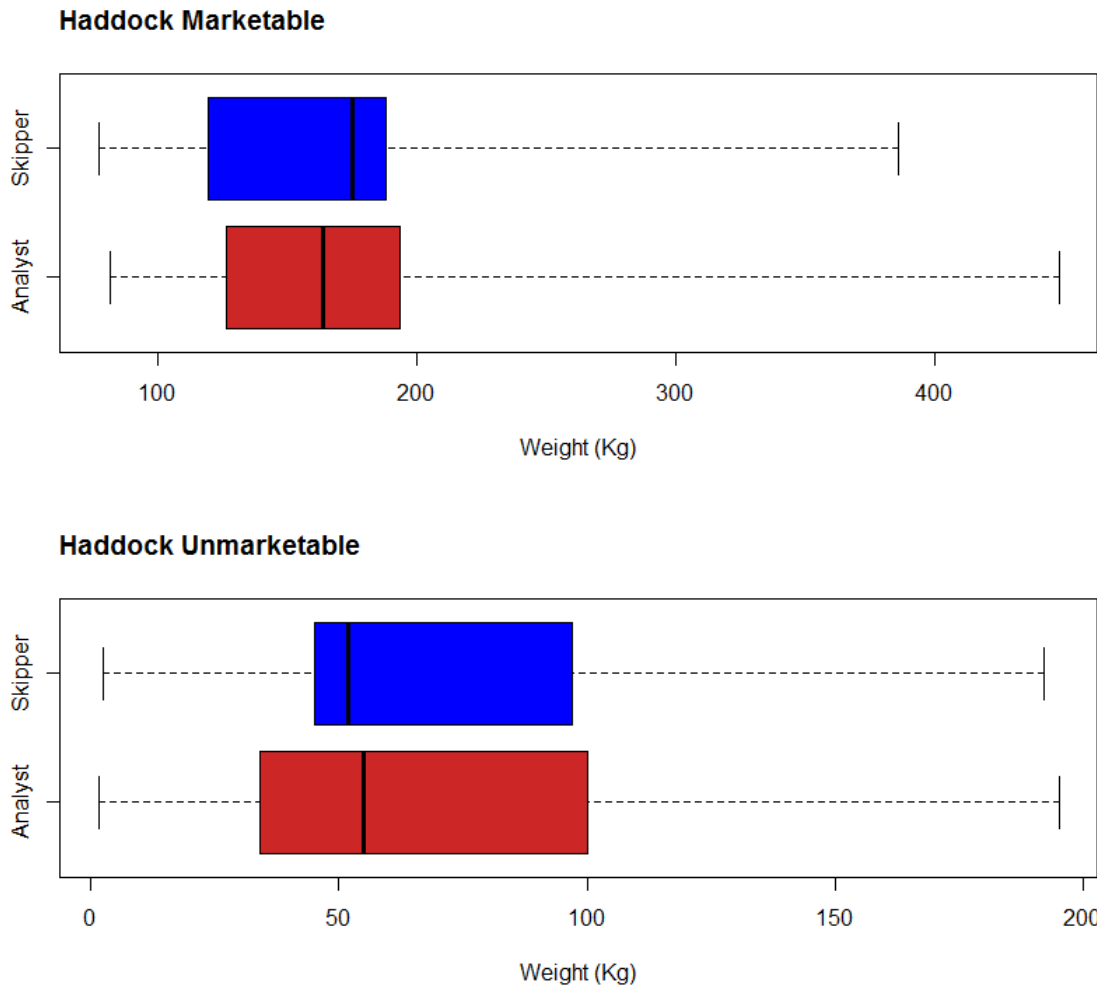 Haddock Marketable
Skipper
Analyst
100 200 300 400
Weight (Kg)
Haddock Unmarketable
Skipper
Analyst
0 50 100 150 200
Weight (Kg)